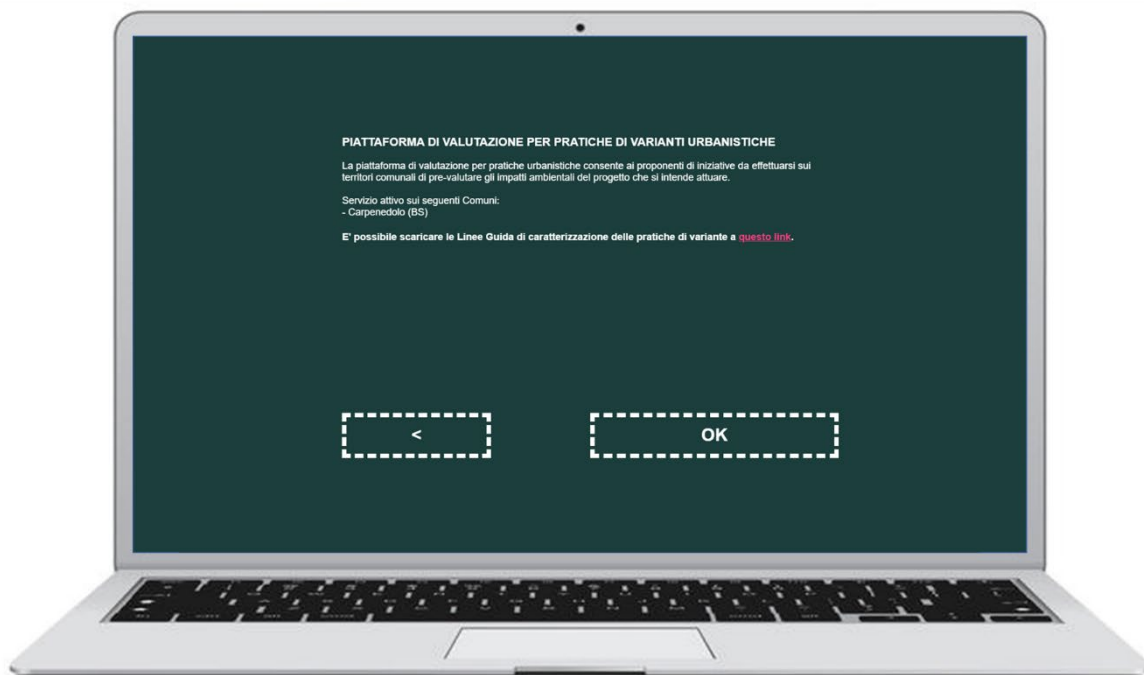 PIATTAFORMA DI VALUTAZIONE PER PRATICHE DI VARIANTI URBANISTICHE
La piattaforma di valutazione per pratiche urbanistiche consente ai proponenti di iniziative da effettuarsi sui
territori comunali di pre-valutare gli impatti ambientali del progetto che si intende attuare.
Servizio attivo sui seguenti Comuni:
- Carpenedolo (BS)
E' possibile scaricare le Linee Guida di caratterizzazione delle pratiche di variante a questo link.
<
OK